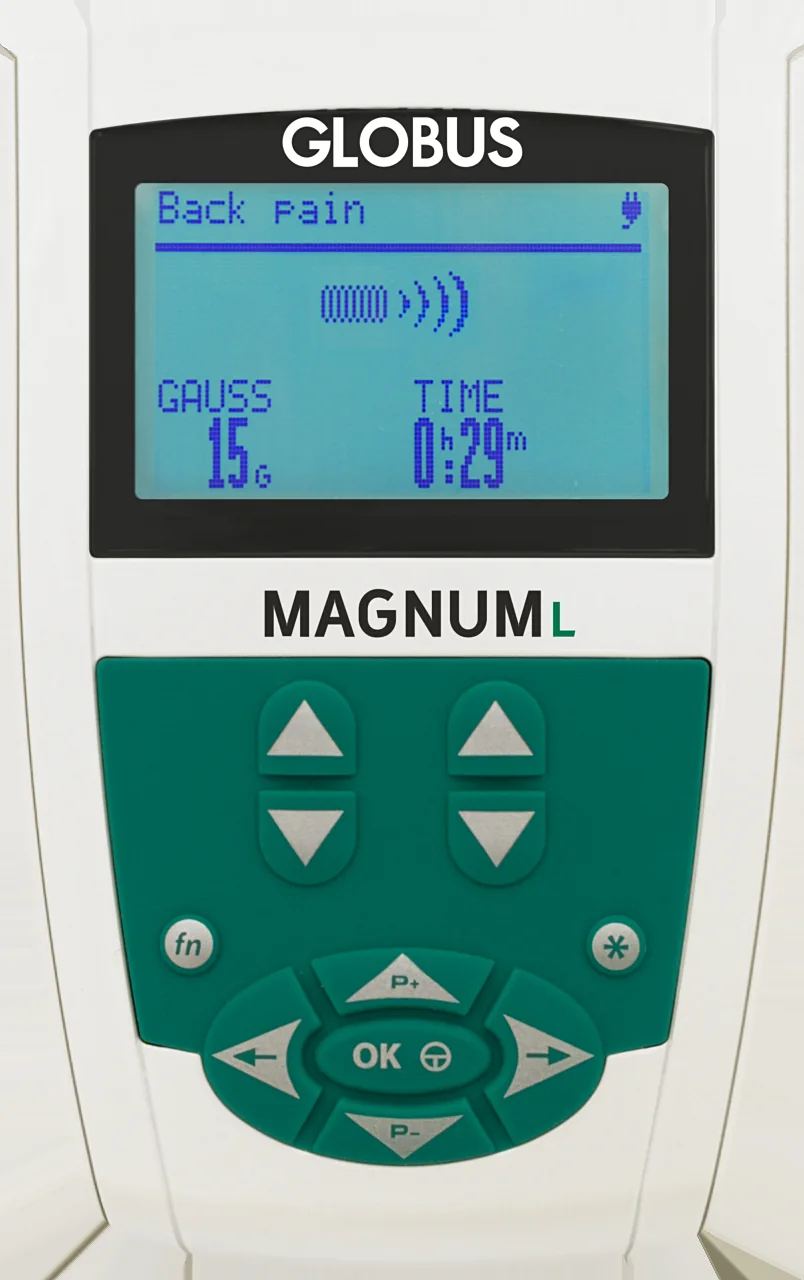 GLOBUS
Back pain
GAUSS TIME
15G 0h:29m
MAGNUM L
fn *
P+
OK
P-